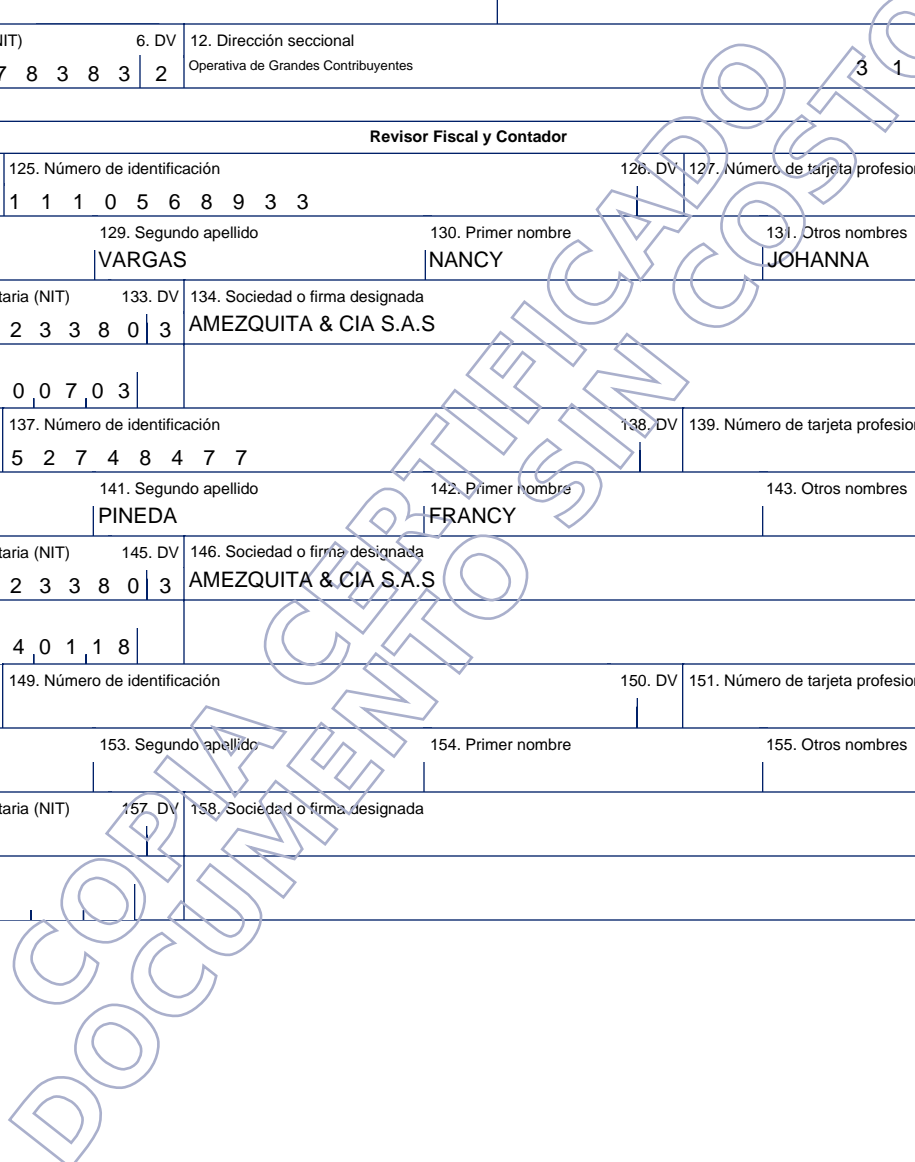 NIT) 6. DV 12. Dirección seccional
7 8 3 8 3 2 Operativa de Grandes Contribuyentes 3 1
Revisor Fiscal y Contador
125. Número de identificación 126. DV 127. Número de tarjeta profesion
1 1 1 0 5 6 8 9 3 3
129. Segundo apellido 130. Primer nombre 131. Otros nombres
VARGAS NANCY JOHANNA
taria (NIT) 133. DV 134. Sociedad o firma designada
2 3 3 8 0 3 AMEZQUITA & CIA S.A.S
0 0 7 0 3
137. Número de identificación 138. DV 139. Número de tarjeta profesion
5 2 7 4 8 4 7 7
141. Segundo apellido 142. Primer nombre 143. Otros nombres
PINEDA FRANCY
taria (NIT) 145. DV 146. Sociedad o firma designada
2 3 3 8 0 3 AMEZQUITA & CIA S.A.S
4 0 1 1 8
149. Número de identificación 150. DV 151. Número de tarjeta profesion
153. Segundo apellido 154. Primer nombre 155. Otros nombres
taria (NIT) 157. DV 158. Sociedad o firma designada
COPIA CERTIFICADO
DOCUMENTO SIN COSTO